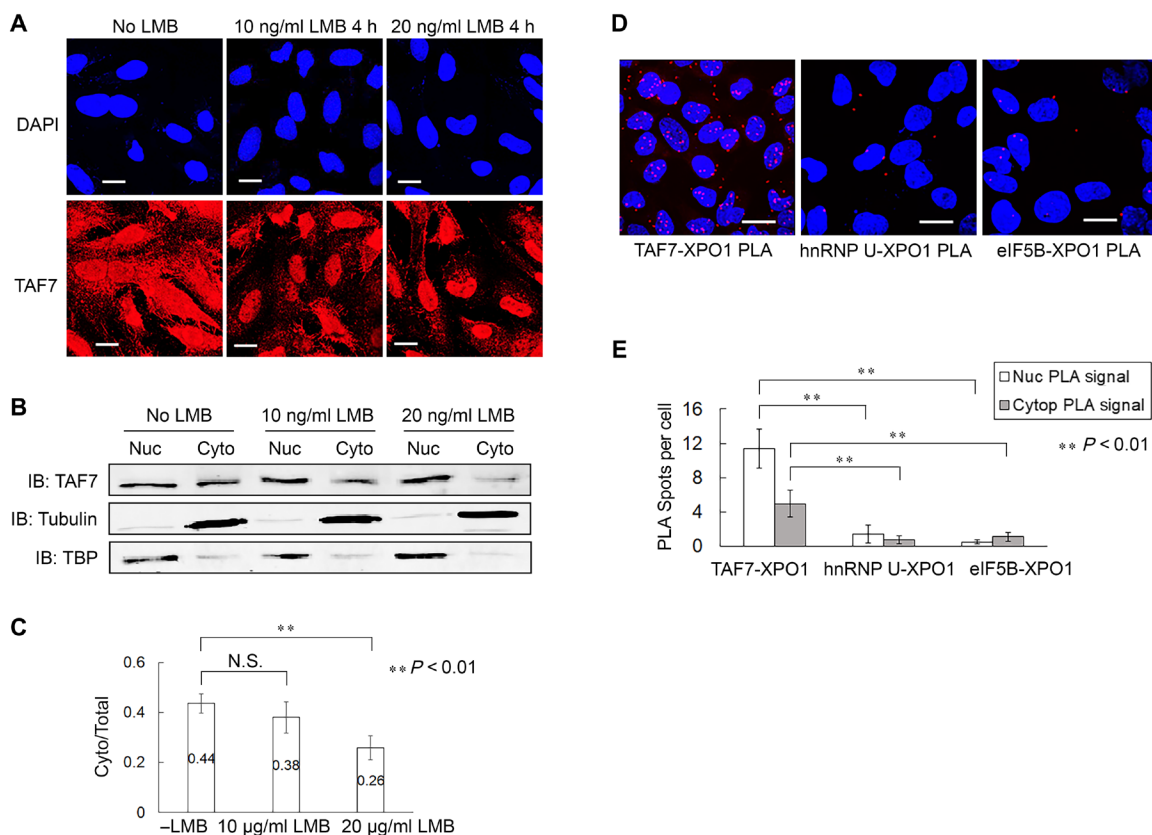 A
No LMB 10 ng/ml LMB 4 h 20 ng/ml LMB 4 h
DAPI
TAF7
B
No LMB 10 ng/ml LMB 20 ng/ml LMB
Nuc Cyto Nuc Cyto Nuc Cyto
IB: TAF7
IB: Tubulin
IB: TBP
C
** P < 0.01
**
N.S.
Cyto/Total
0.6
0.4
0.2
0
0.44 0.38 0.26
–LMB 10 µg/ml LMB 20 µg/ml LMB
D
TAF7-XPO1 PLA hnRNP U-XPO1 PLA eIF5B-XPO1 PLA
E
Nuc PLA signal
Cytop PLA signal
** P < 0.01
**
**
**
**
PLA Spots per cell
16
12
8
4
0
TAF7-XPO1 hnRNP U-XPO1 eIF5B-XPO1